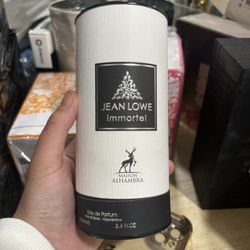 JEAN LOWE
Immortel
MAISON
ALHAMBRA
Eau de Parfum
3.4 FL.OZ